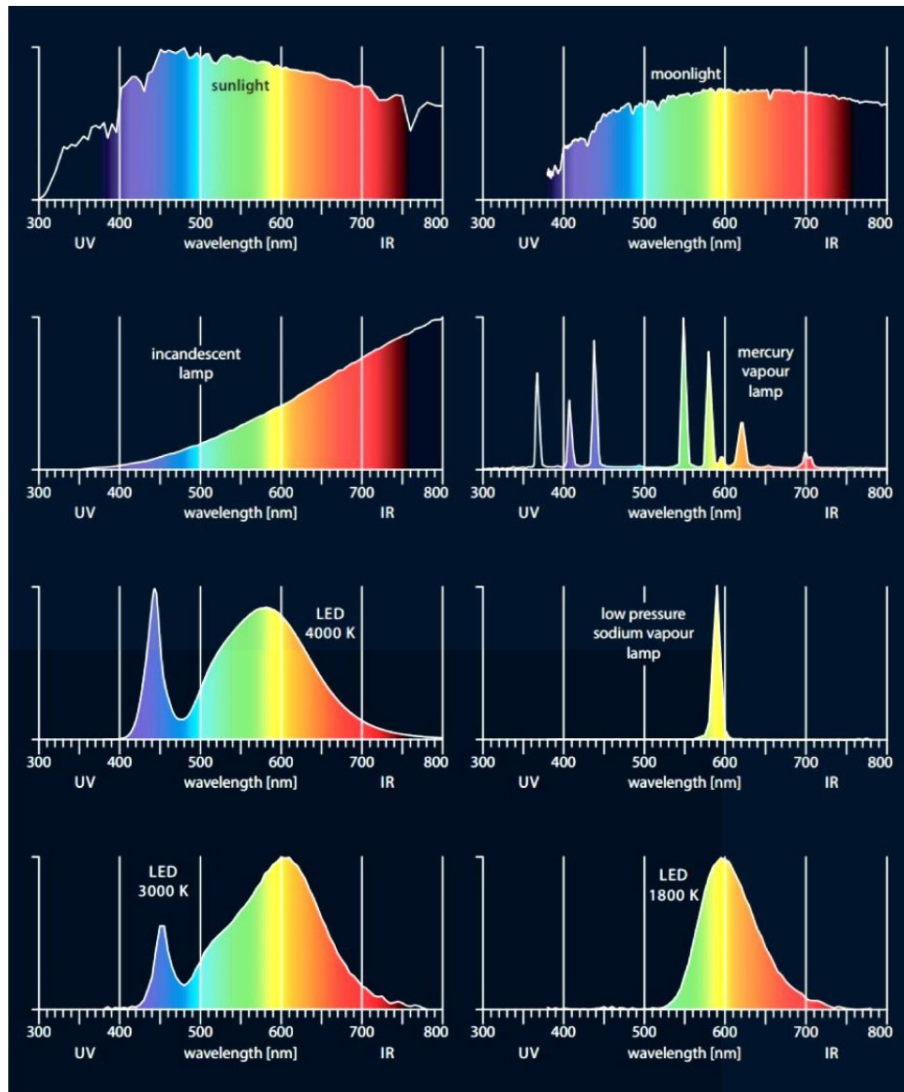 sunlight
300 400 500 600 700 800
UV wavelength [nm] IR
moonlight
300 400 500 600 700 800
UV wavelength [nm] IR
incandescent
lamp
300 400 500 600 700 800
UV wavelength [nm] IR
mercury
vapour
lamp
300 400 500 600 700 800
UV wavelength [nm] IR
LED
4000 K
300 400 500 600 700 800
UV wavelength [nm] IR
low pressure
sodium vapour
lamp
300 400 500 600 700 800
UV wavelength [nm] IR
LED
3000 K
300 400 500 600 700 800
UV wavelength [nm] IR
LED
1800 K
300 400 500 600 700 800
UV wavelength [nm] IR